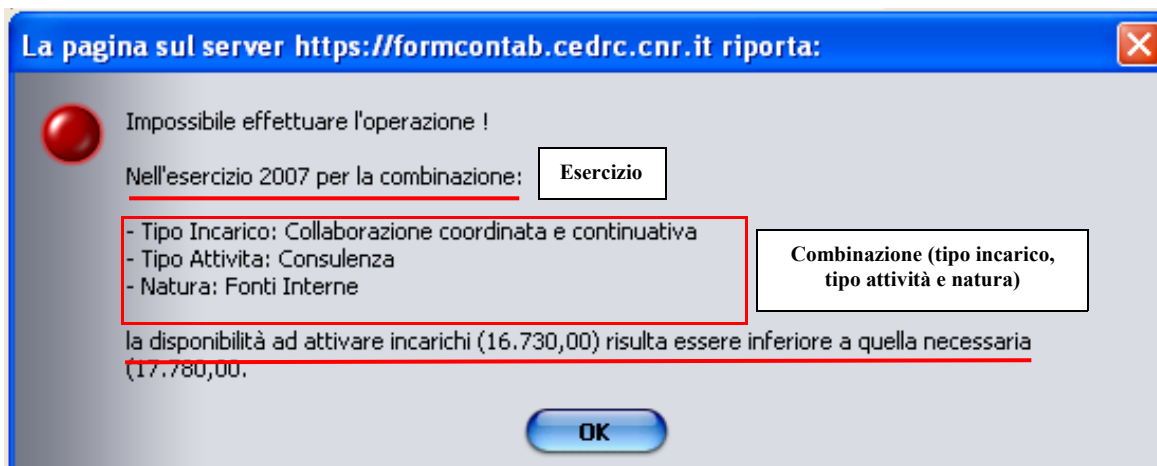 La pagina sul server https://formcontab.cedrc.cnr.it riporta:
Impossibile effettuare l'operazione !
Nell'esercizio 2007 per la combinazione:
Esercizio
- Tipo Incarico: Collaborazione coordinata e continuativa
- Tipo Attivita: Consulenza
- Natura: Fonti Interne
Combinazione (tipo incarico,
tipo attività e natura)
la disponibilità ad attivare incarichi (16.730,00) risulta essere inferiore a quella necessaria
(17.780,00.
OK